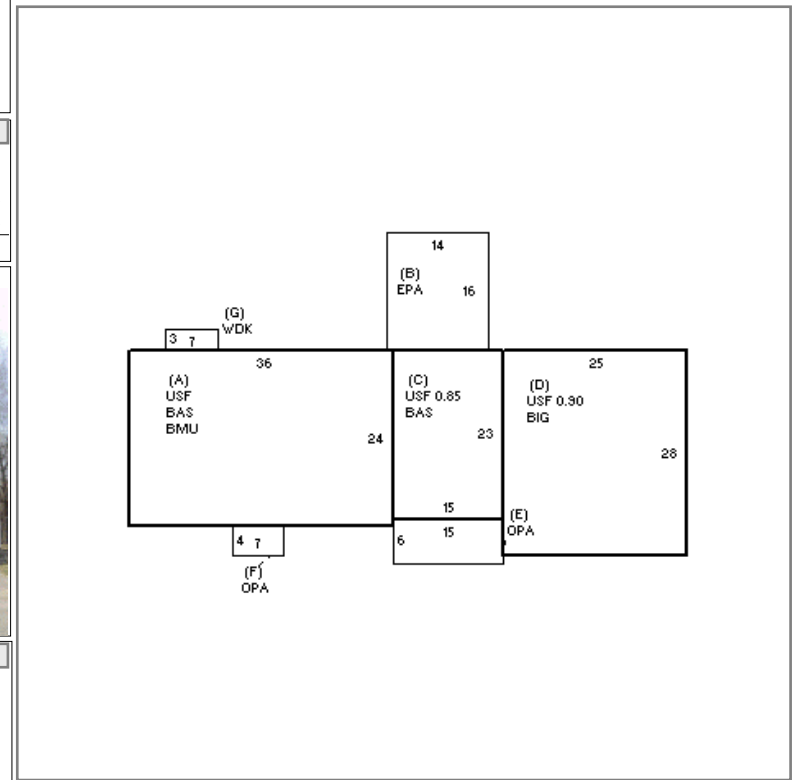 14
(B)
EPA
16
(G)
WDK
3 7
36
(A)
USF
BAS
BMU
24
(C)
USF 0.85
BAS
23
15
25
(D)
USF 0.90
BIG
28
(E)
OPA
6
15
4 7
(F)
OPA